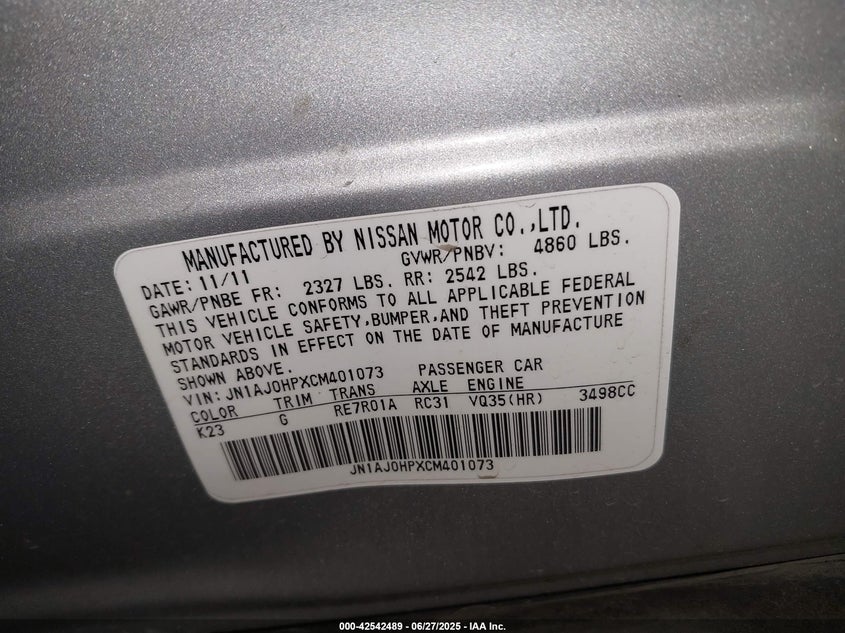 MANUFACTURED BY NISSAN MOTOR CO.,LTD.
DATE: 11/11 GVWR/PNBV: 4860 LBS.
GAWR/PNBE FR: 2327 LBS. RR: 2542 LBS.
THIS VEHICLE CONFORMS TO ALL APPLICABLE FEDERAL
MOTOR VEHICLE SAFETY,BUMPER,AND THEFT PREVENTION
STANDARDS IN EFFECT ON THE DATE OF MANUFACTURE
SHOWN ABOVE.
VIN: JN1AJ0HPXCM401073 PASSENGER CAR
COLOR TRIM TRANS AXLE ENGINE
K23 G RE7R01A RC31 VQ35(HR) 3498CC
JN1AJ0HPXCM401073
000-42542489 - 06/27/2025 - IAA Inc.